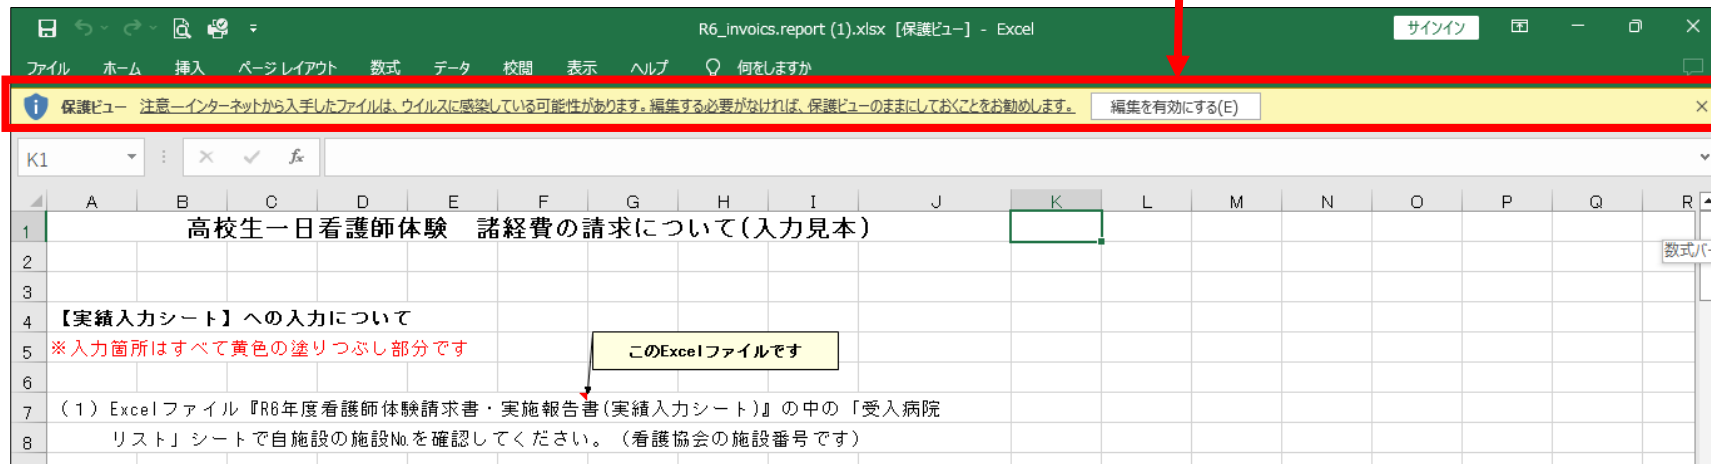 R6_invoics.report (1).xlsx [保護ビュー] - Excel
サインイン
ファイル ホーム 挿入 ページ レイアウト 数式 データ 校閲 表示 ヘルプ 何をしますか
保護ビュー 注意—インターネットから入手したファイルは、ウイルスに感染している可能性があります。編集する必要がなければ、保護ビューのままにしておくことをお勧めします。 編集を有効にする(E)
K1 fx
A B C D E F G H I J K L M N O P Q R
1 高校生一日看護師体験 諸経費の請求について(入力見本)
2
数式バー
3
4 【実績入力シート】への入力について
5 ※入力箇所はすべて黄色の塗りつぶし部分です
このExcelファイルです
6
7 (1)Excelファイル『R6年度看護師体験請求書・実施報告書(実績入力シート)』の中の「受入病院
8 リスト」シートで自施設の施設№を確認してください。(看護協会の施設番号です)